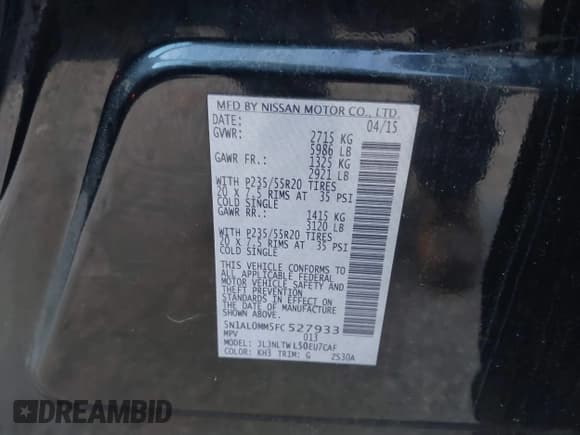 MFD BY NISSAN MOTOR CO., LTD.
DATE: 04/15
GVWR: 2715 KG
5986 LB
GAWR FR.: 1325 KG
2921 LB
WITH P235/55R20 TIRES
20 X 7.5 RIMS AT 35 PSI
COLD SINGLE
GAWR RR.: 1415 KG
3120 LB
WITH P235/55R20 TIRES
20 X 7.5 RIMS AT 35 PSI
COLD SINGLE
THIS VEHICLE CONFORMS TO
ALL APPLICABLE FEDERAL
MOTOR VEHICLE SAFETY AND
THEFT PREVENTION
STANDARDS IN EFFECT ON
THE DATE OF MANUFACTURE
SHOWN ABOVE.
5N1AL0MM5FC527933
MPV 013
MODEL: JLJNLTW L50EU7CAF
COLOR: KH3 TRIM: G 2S30A
DREAMBID